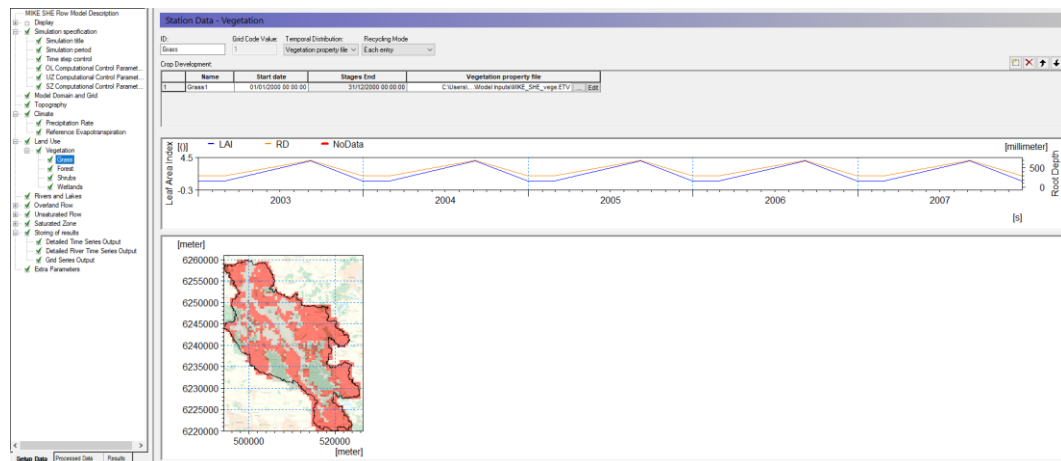 MIKE SHE Flow Model Description
Display
Simulation specification
Simulation title
Simulation period
Time step control
OL Computational Control Paramet...
UZ Computational Control Paramet...
SZ Computational Control Paramet...
Model Domain and Grid
Topography
Climate
Precipitation Rate
Reference Evapotranspiration
Land Use
Vegetation
Grass
Forest
Shrubs
Wetlands
Rivers and Lakes
Overland Flow
Unsaturated Flow
Saturated Zone
Storing of results
Detailed Time Series Output
Detailed River Time Series Output
Grid Series Output
Extra Parameters
Setup Data Processed Data Results
Station Data - Vegetation
ID: Grid Code Value: Temporal Distribution: Recycling Mode
Grass 1 Vegetation property file Each entry
Crop Development:
Name Start date Stages End Vegetation property file
1 Grass1 01/01/2000 00:00:00 31/12/2000 00:00:00 C:\Users\...\Model Inputs\MIKE_SHE_vege.ETV ... Edit
[()] LAI RD NoData [millimeter]
Leaf Area Index
4.5
-0.3
500
0
Root Depth
2003 2004 2005 2006 2007
[s]
[meter]
6260000
6255000
6250000
6245000
6240000
6235000
6230000
6225000
6220000
500000 520000
[meter]